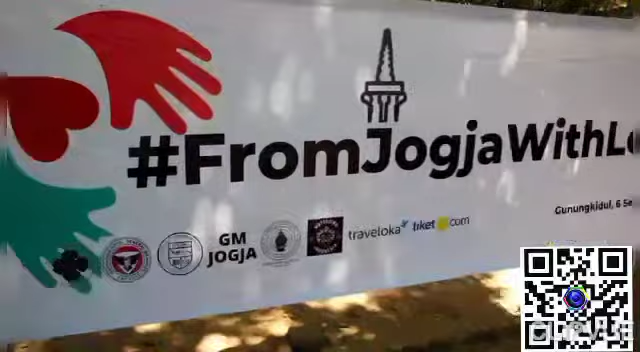 #FromJogjaWithL
Gunungkidul, 6 Se
GM
JOGJA
traveloka
tiket.com